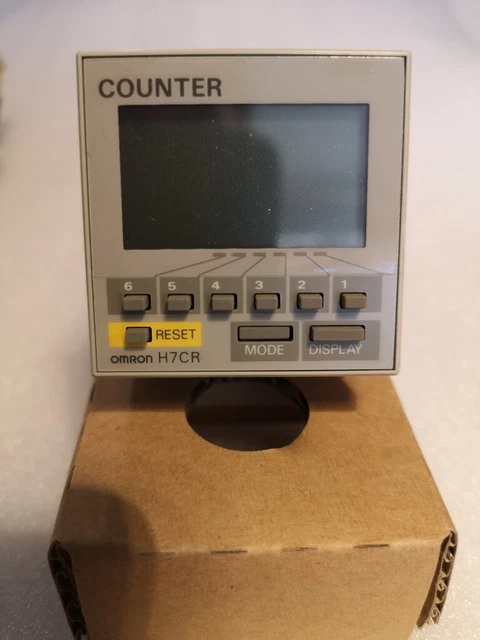 COUNTER
6 5 4 3 2 1
RESET
MODE DISPLAY
OMRON H7CR